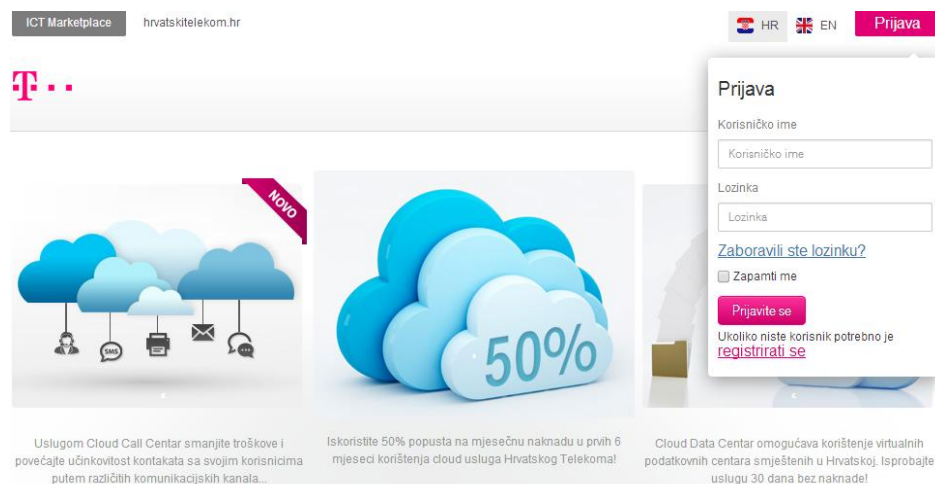 ICT Marketplace
hrvatskitelekom.hr
HR
EN
Prijava
T
Prijava
Korisničko ime
Korisničko ime
Lozinka
Lozinka
Zaboravili ste lozinku?
Zapamti me
Prijavite se
Ukoliko niste korisnik potrebno je
registrirati se
NOVO
SMS
Uslugom Cloud Call Centar smanjite troškove i
povećajte učinkovitost kontakata sa svojim korisnicima
putem različitih komunikacijskih kanala...
50%
Iskoristite 50% popusta na mjesečnu naknadu u prvih 6
mjeseci korištenja cloud usluga Hrvatskog Telekoma!
Cloud Data Centar omogućava korištenje virtualnih
podatkovnih centara smještenih u Hrvatskoj. Isprobajte
uslugu 30 dana bez naknade!